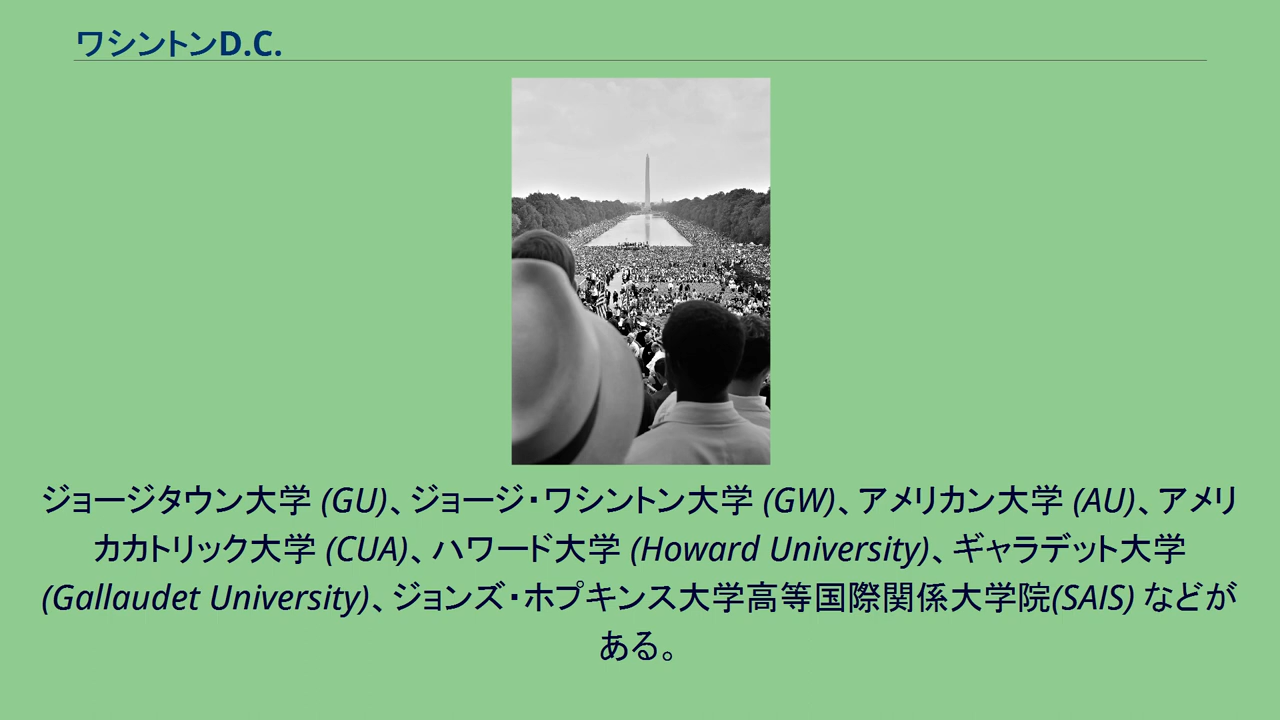 ワシントンD.C.
ジョージタウン大学 (GU)、ジョージ・ワシントン大学 (GW)、アメリカン大学 (AU)、アメリ
カカトリック大学 (CUA)、ハワード大学 (Howard University)、ギャラデット大学
(Gallaudet University)、ジョンズ・ホプキンス大学高等国際関係大学院(SAIS) などが
ある。